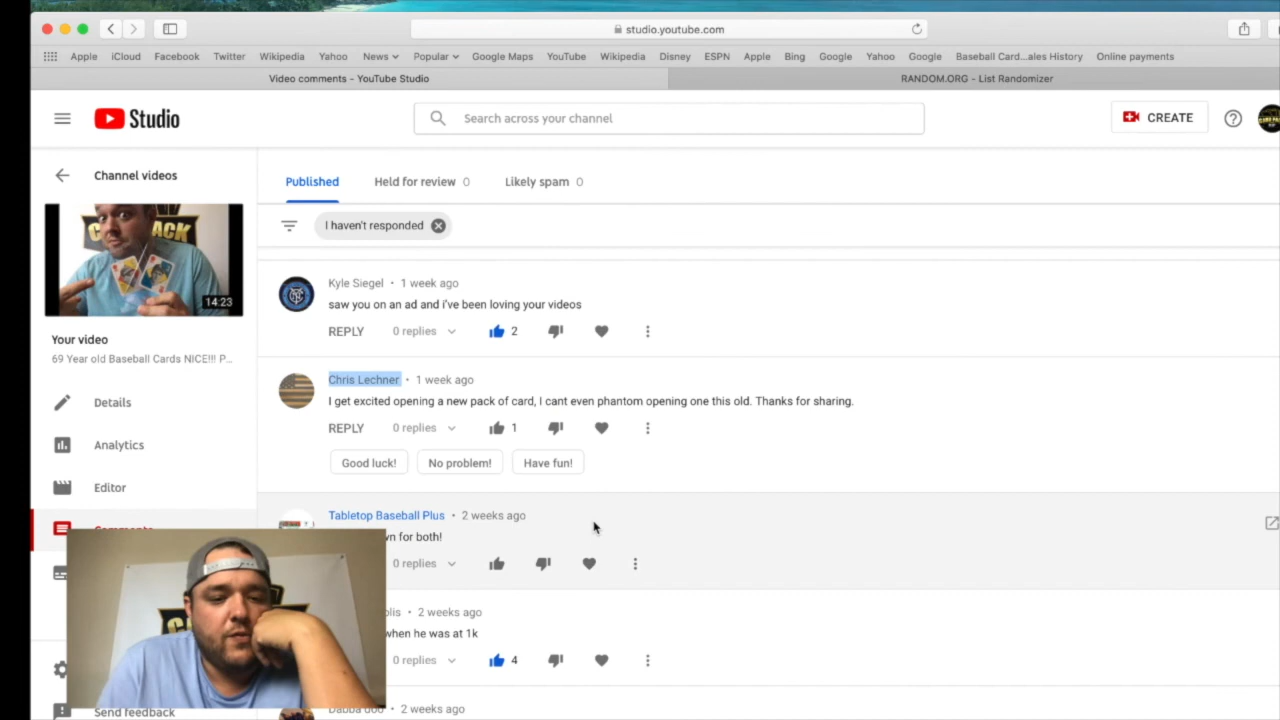 studio.youtube.com
Apple iCloud Facebook Twitter Wikipedia Yahoo News Popular Google Maps YouTube Wikipedia Disney ESPN Apple Bing Google Yahoo Google Baseball Card...ales History Online payments
Video comments - YouTube Studio RANDOM.ORG - List Randomizer
Studio
Search across your channel
CREATE
Channel videos
14:23
Your video
69 Year old Baseball Cards NICE!!! P...
Details
Analytics
Editor
Comments
Send feedback
Published Held for review 0 Likely spam 0
I haven't responded
Kyle Siegel • 1 week ago
saw you on an ad and i've been loving your videos
REPLY 0 replies 2
Chris Lechner • 1 week ago
I get excited opening a new pack of card, I cant even phantom opening one this old. Thanks for sharing.
REPLY 0 replies 1
Good luck! No problem! Have fun!
Tabletop Baseball Plus • 2 weeks ago
for both!
0 replies
• 2 weeks ago
when he was at 1k
0 replies 4
• 2 weeks ago